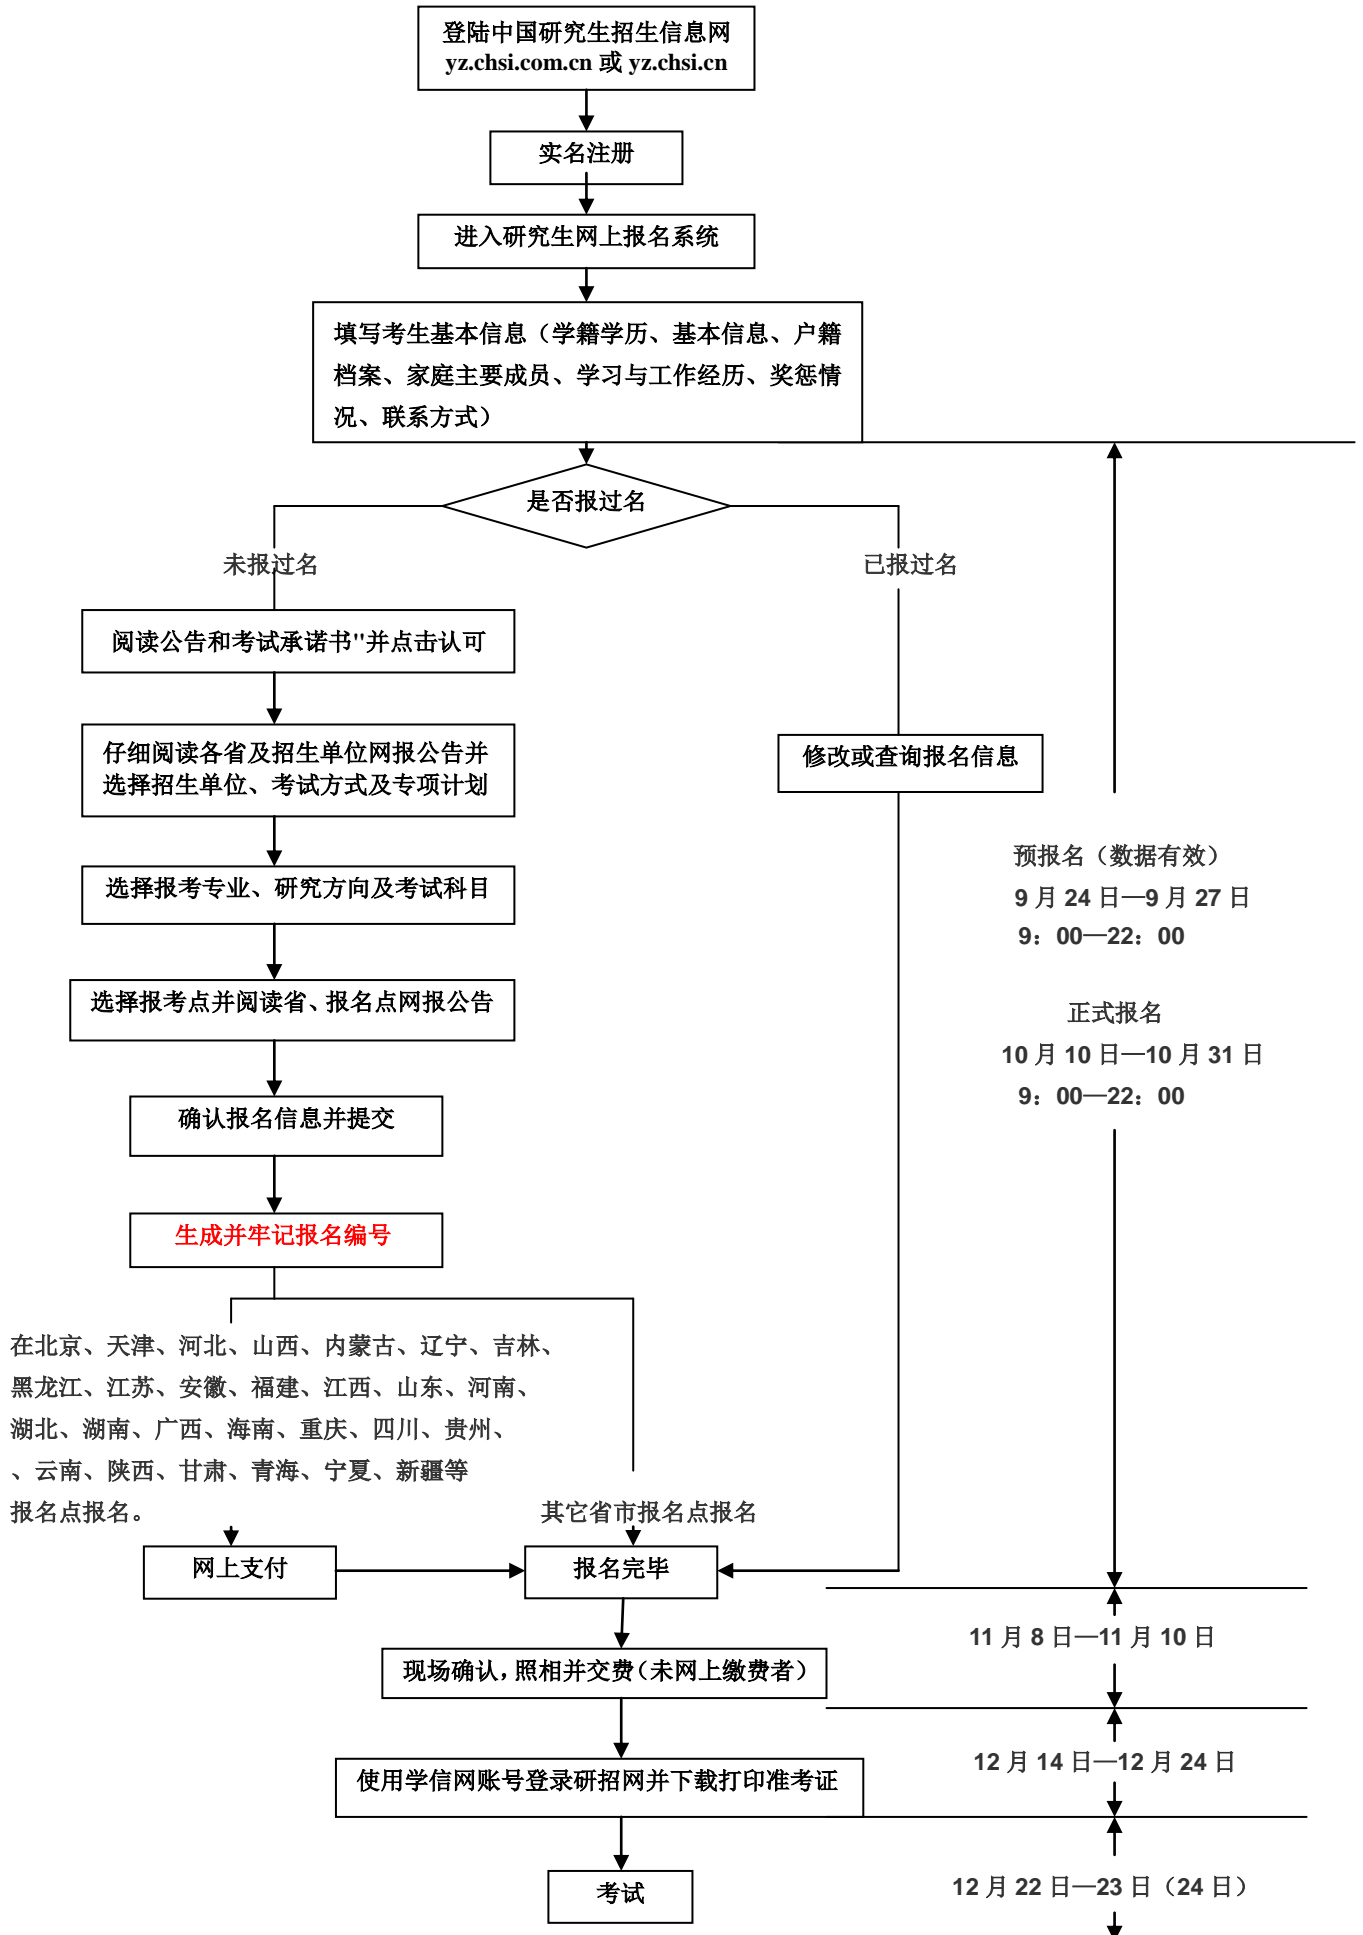 登陆中国研究生招生信息网
yz.chsi.com.cn 或 yz.chsi.cn
实名注册
进入研究生网上报名系统
填写考生基本信息（学籍学历、基本信息、户籍
档案、家庭主要成员、学习与工作经历、奖惩情
况、联系方式）
是否报过名
未报过名
已报过名
阅读公告和考试承诺书"并点击认可
仔细阅读各省及招生单位网报公告并
选择招生单位、考试方式及专项计划
修改或查询报名信息
选择报考专业、研究方向及考试科目
预报名（数据有效）
9 月 24 日—9 月 27 日
9：00—22：00
选择报考点并阅读省、报名点网报公告
正式报名
10 月 10 日—10 月 31 日
9：00—22：00
确认报名信息并提交
生成并牢记报名编号
在北京、天津、河北、山西、内蒙古、辽宁、吉林、
黑龙江、江苏、安徽、福建、江西、山东、河南、
湖北、湖南、广西、海南、重庆、四川、贵州、
、云南、陕西、甘肃、青海、宁夏、新疆等
报名点报名。
其它省市报名点报名
网上支付
报名完毕
11 月 8 日—11 月 10 日
现场确认，照相并交费（未网上缴费者）
12 月 14 日—12 月 24 日
使用学信网账号登录研招网并下载打印准考证
12 月 22 日—23 日（24 日）
考试